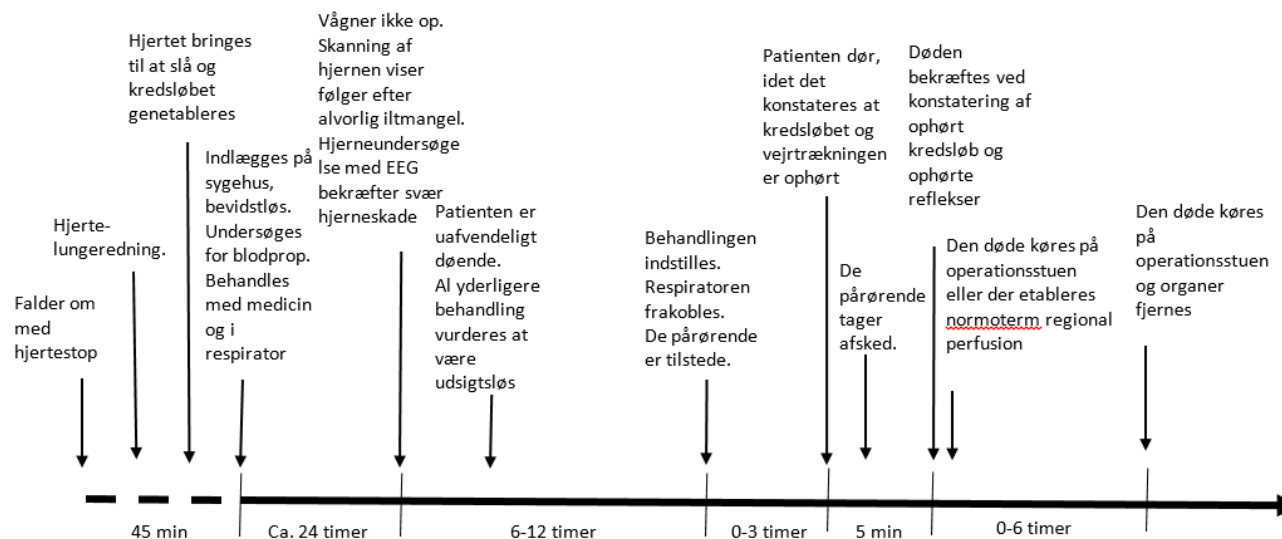 Falder om
med
hjertestop
Hjerte-
lungeredning.
Hjertet bringes
til at slå og
kredsløbet
genetableres
Indlægges på
sygehus,
bevidstløs.
Undersøges
for blodprop.
Behandles
med medicin
og i
respirator
Vågner ikke op.
Skanning af
hjernen viser
følger efter
alvorlig iltmangel.
Hjerneundersøge
lse med EEG
bekræfter svær
hjerneskade
Patienten er
uafvendeligt
døende.
Al yderligere
behandling
vurderes at
være
udsigtsløs
Behandlingen
indstilles.
Respiratoren
frakobles.
De pårørende
er tilstede.
Patienten dør,
idet det
konstateres at
kredsløbet og
vejrtrækningen
er ophørt
De
pårørende
tager
afsked.
Døden
bekræftes ved
konstatering af
ophørt
kredsløb og
ophørte
reflekser
Den døde køres på
operationsstuen
eller der etableres
normoterm regional
perfusion
Den døde køres
på
operationsstuen
og organer
fjernes
45 min
Ca. 24 timer
6-12 timer
0-3 timer
5 min
0-6 timer